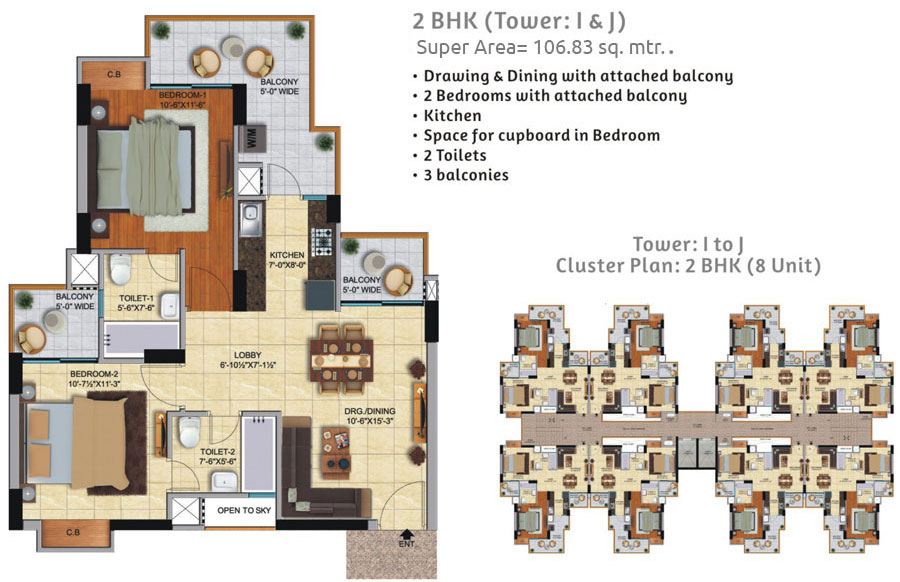 2 BHK (Tower: I & J)
Super Area= 106.83 sq. mtr..
• Drawing & Dining with attached balcony
• 2 Bedrooms with attached balcony
• Kitchen
• Space for cupboard in Bedroom
• 2 Toilets
• 3 balconies
Tower: I to J
Cluster Plan: 2 BHK (8 Unit)
C.B
BALCONY
5'-0" WIDE
BEDROOM-1
10'-6"X11'-6"
W/M
KITCHEN
7'-0"X8'-0"
BALCONY
5'-0" WIDE
BALCONY
5'-0" WIDE
TOILET-1
5'-6"X7'-6"
LOBBY
6'-10½"X7'-1½"
BEDROOM-2
10'-7½"X11'-3"
DRG./DINING
10'-6"X15'-3"
TOILET-2
7'-6"X5'-6"
OPEN TO SKY
C.B
ENT.